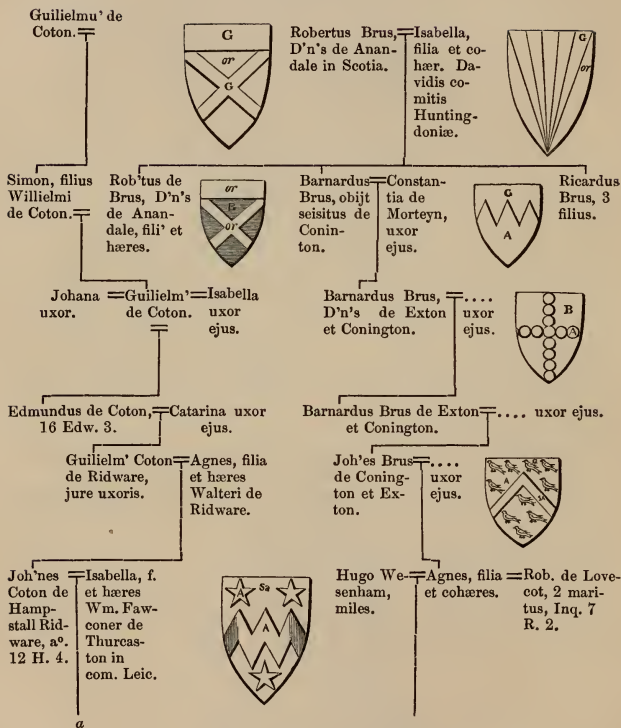 Guilielmu' de
Coton.
G
or
G
Robertus Brus,
D'n's de Anan-
dale in Scotia.
Isabella,
filia et co-
hær. Da-
vidis co-
mitis
Hunting-
doniæ.
G
or
Simon, filius
Willielmi
de Coton.
Rob'tus de
Brus, D'n's
de Anan-
dale, fili' et
hæres.
or
B
or
Barnardus
Brus, obijt
seisitus de
Conin-
ton.
Constan-
tia de
Morteyn,
uxor
ejus.
G
A
Ricardus
Brus, 3
filius.
Johana
uxor.
Guilielm'
de Coton.
Isabella
uxor
ejus.
Barnardus Brus,
D'n's de Exton
et Conington.
....
uxor
ejus.
B
A
Edmundus de Coton,
16 Edw. 3.
Catarina uxor
ejus.
Barnardus Brus de Exton
et Conington.
.... uxor ejus.
Guilielm' Coton
de Ridware,
jure uxoris.
Agnes, filia
et hæres
Walteri de
Ridware.
Joh'es Brus
de Coning-
ton et Ex-
ton.
....
uxor
ejus.
A
Joh'nes
Coton de
Hamp-
stall Rid-
ware, aº.
12 H. 4.
Isabella, f.
et hæres
Wm. Faw-
coner de
Thurcas-
ton in
com. Leic.
Sa
A
A
Hugo We-
senham,
miles.
Agnes, filia
et cohæres.
Rob. de Love-
cot, 2 mari-
tus, Inq. 7
R. 2.
a